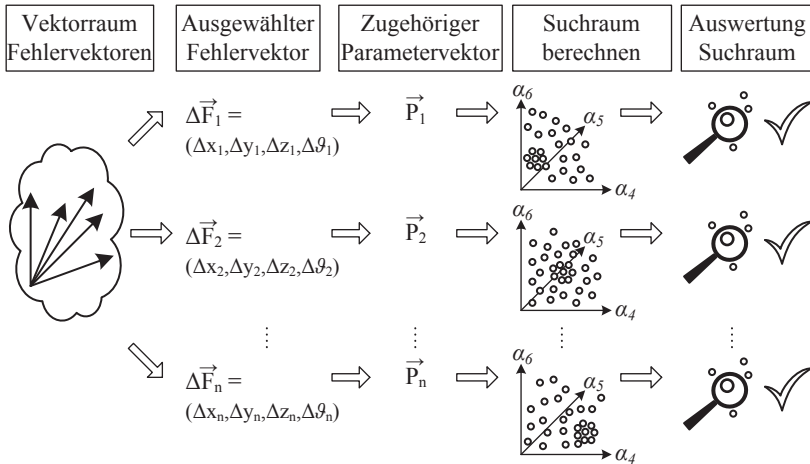 Vektorraum
Fehlervektoren
Ausgewählter
Fehlervektor
Zugehöriger
Parametervektor
Suchraum
berechnen
Auswertung
Suchraum
ΔF⃗₁ =
(Δx₁,Δy₁,Δz₁,Δϑ₁)
P⃗₁
α₆
α₅
α₄
ΔF⃗₂ =
(Δx₂,Δy₂,Δz₂,Δϑ₂)
P⃗₂
α₆
α₅
α₄
ΔF⃗ₙ =
(Δxₙ,Δyₙ,Δzₙ,Δϑₙ)
P⃗ₙ
α₆
α₅
α₄